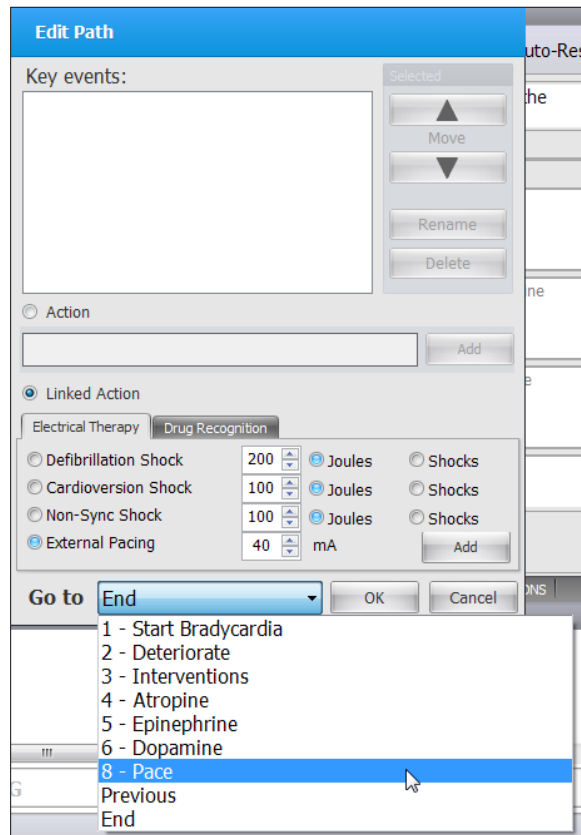 Edit Path
uto-Res
Key events:
Selected
the
Move
Rename
Delete
ne
Action
Add
e
Linked Action
Electrical Therapy Drug Recognition
Defibrillation Shock 200 Joules Shocks
Cardioversion Shock 100 Joules Shocks
Non-Sync Shock 100 Joules Shocks
External Pacing 40 mA Add
Go to End OK Cancel
ONS
1 - Start Bradycardia
2 - Deteriorate
3 - Interventions
4 - Atropine
5 - Epinephrine
6 - Dopamine
8 - Pace
G
Previous
End